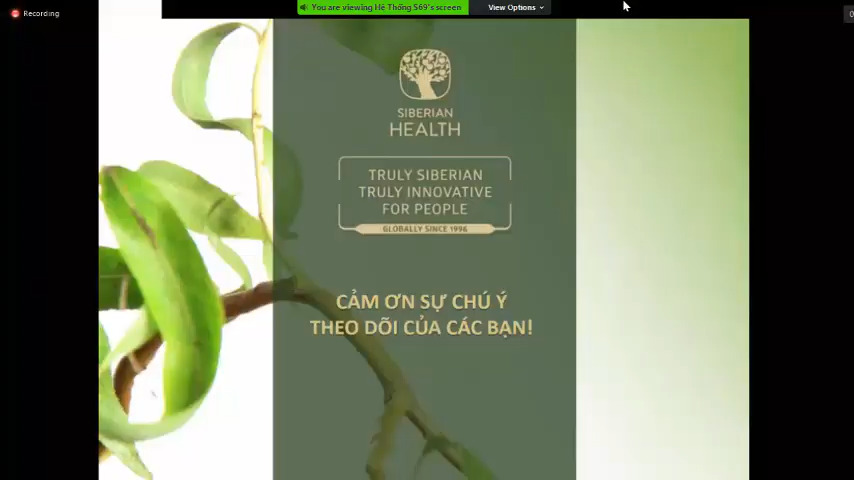 Recording
You are viewing Hệ Thống S69's screen
View Options
SIBERIAN
HEALTH
TRULY SIBERIAN
TRULY INNOVATIVE
FOR PEOPLE
GLOBALLY SINCE 1996
CẢM ƠN SỰ CHÚ Ý
THEO DÕI CỦA CÁC BẠN!